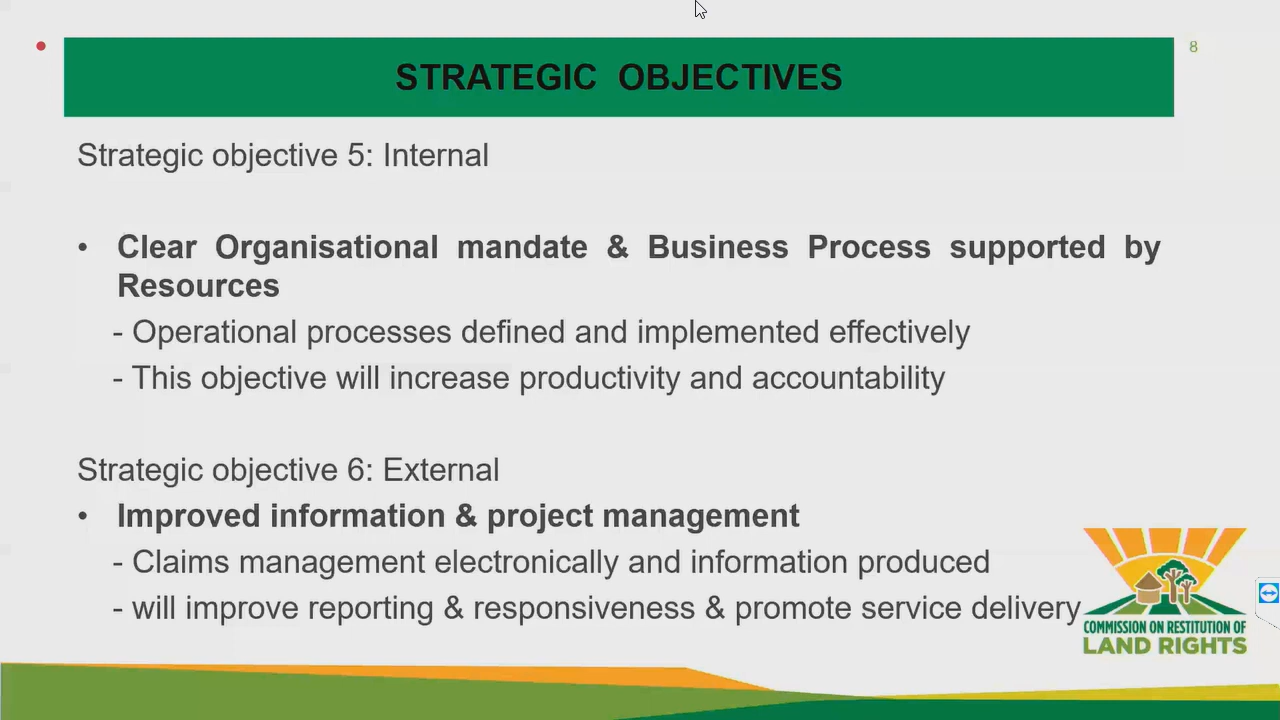 8
STRATEGIC OBJECTIVES
Strategic objective 5: Internal
• Clear Organisational mandate & Business Process supported by
Resources
- Operational processes defined and implemented effectively
- This objective will increase productivity and accountability
Strategic objective 6: External
• Improved information & project management
- Claims management electronically and information produced
- will improve reporting & responsiveness & promote service delivery
COMMISSION ON RESTITUTION OF
LAND RIGHTS